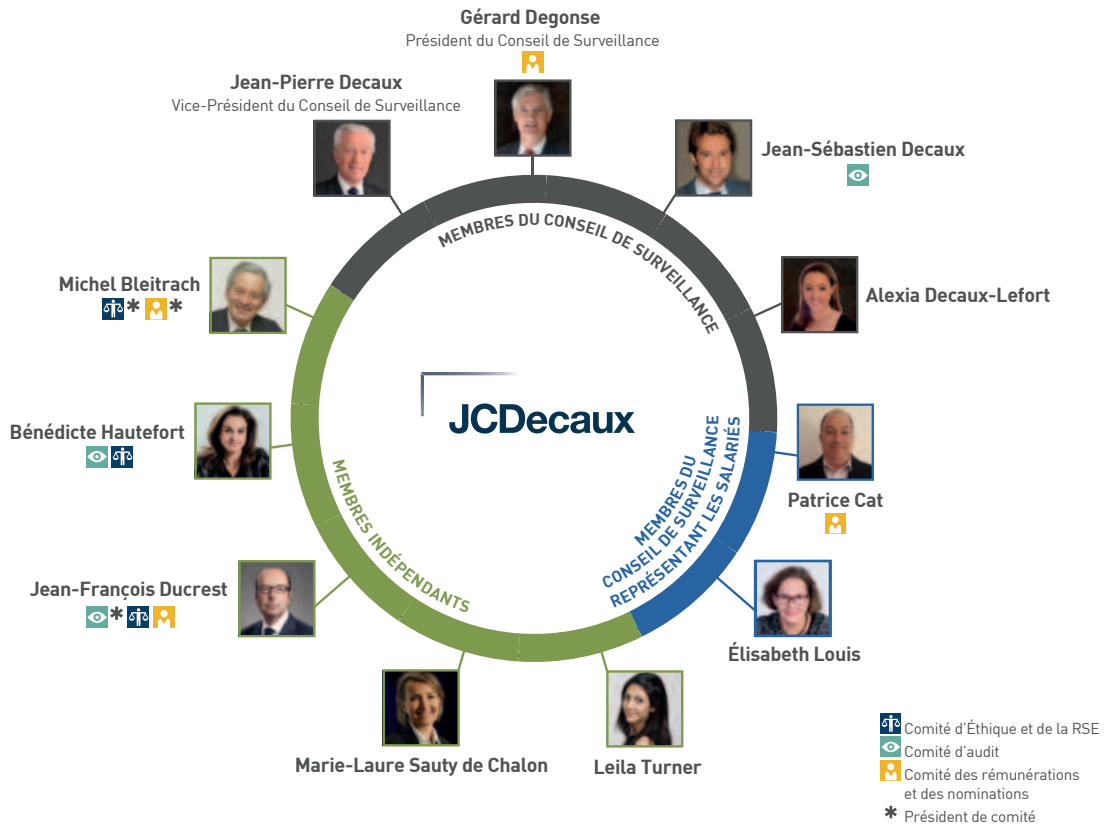 Gérard Degonse
Président du Conseil de Surveillance
Jean-Pierre Decaux
Vice-Président du Conseil de Surveillance
Jean-Sébastien Decaux
MEMBRES DU CONSEIL DE SURVEILLANCE
Michel Bleitrach
* *
Alexia Decaux-Lefort
JCDecaux
Bénédicte Hautefort
MEMBRES DU
CONSEIL DE SURVEILLANCE
REPRÉSENTANT LES SALARIÉS
Patrice Cat
MEMBRES INDÉPENDANTS
Jean-François Ducrest
*
Élisabeth Louis
Marie-Laure Sauty de Chalon
Leila Turner
Comité d'Éthique et de la RSE
Comité d'audit
Comité des rémunérations
et des nominations
* Président de comité